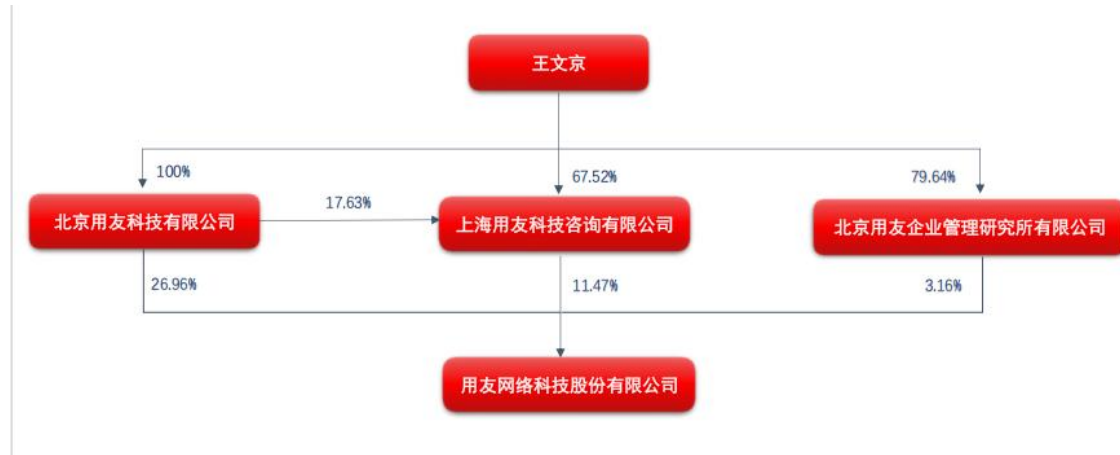 王文京
100%
67.52%
79.64%
北京用友科技有限公司
17.63%
上海用友科技咨询有限公司
北京用友企业管理研究所有限公司
26.96%
11.47%
3.16%
用友网络科技股份有限公司